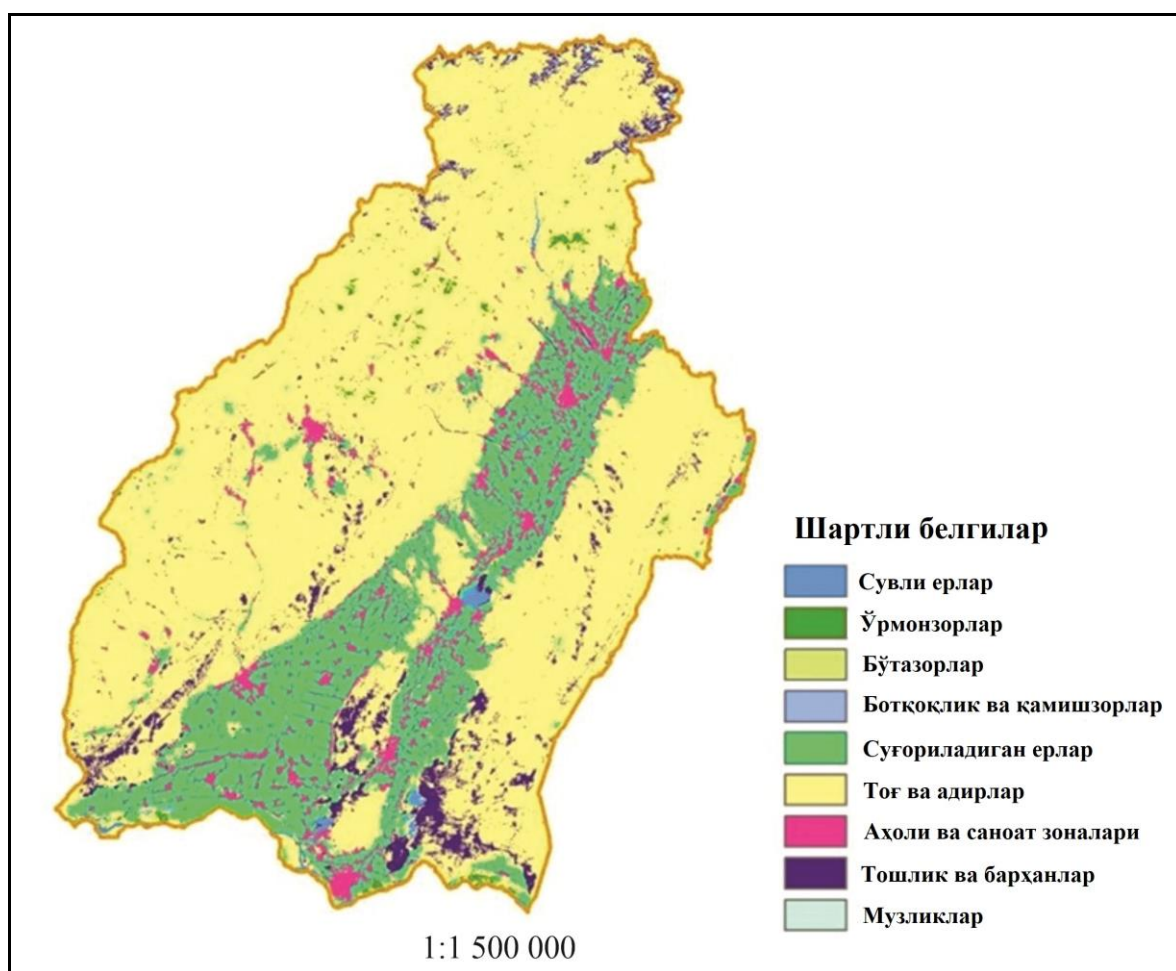 Шартли белгилар
Сувли ерлар
Ўрмонзорлар
Бўтазорлар
Ботқоқлик ва қамишзорлар
Суғориладиган ерлар
Тоғ ва адирлар
Аҳоли ва саноат зоналари
Тошлик ва барҳанлар
Музликлар
1:1 500 000